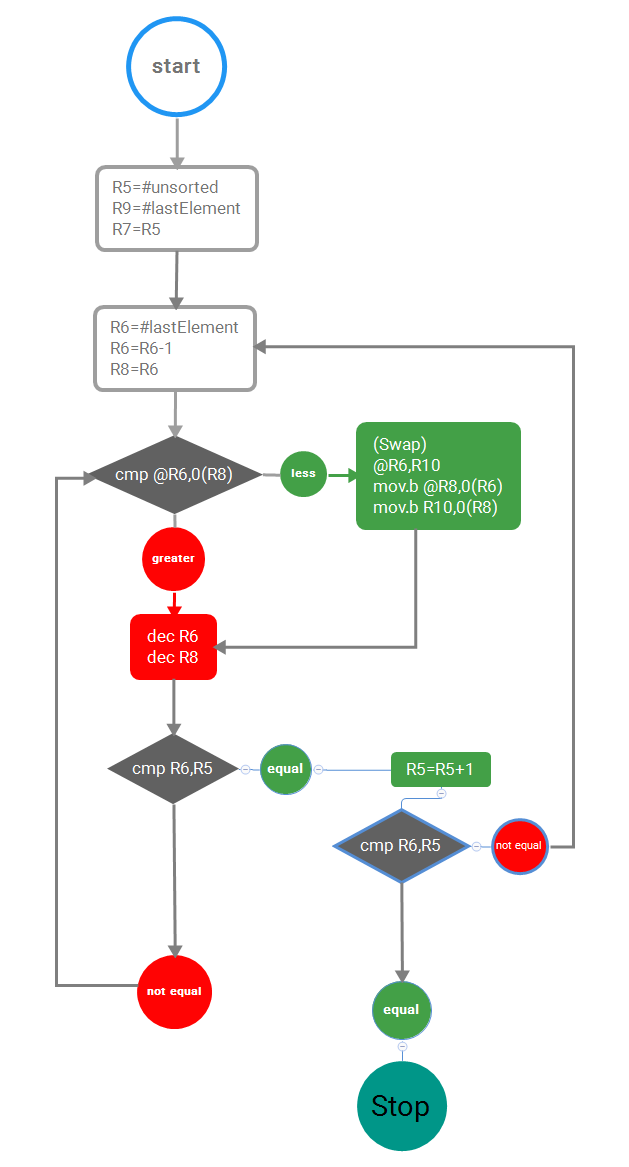 start
R5=#unsorted
R9=#lastElement
R7=R5
R6=#lastElement
R6=R6-1
R8=R6
cmp @R6,0(R8)
less
(Swap)
@R6,R10
mov.b @R8,0(R6)
mov.b R10,0(R8)
greater
dec R6
dec R8
cmp R6,R5
equal
R5=R5+1
cmp R6,R5
not equal
not equal
equal
Stop